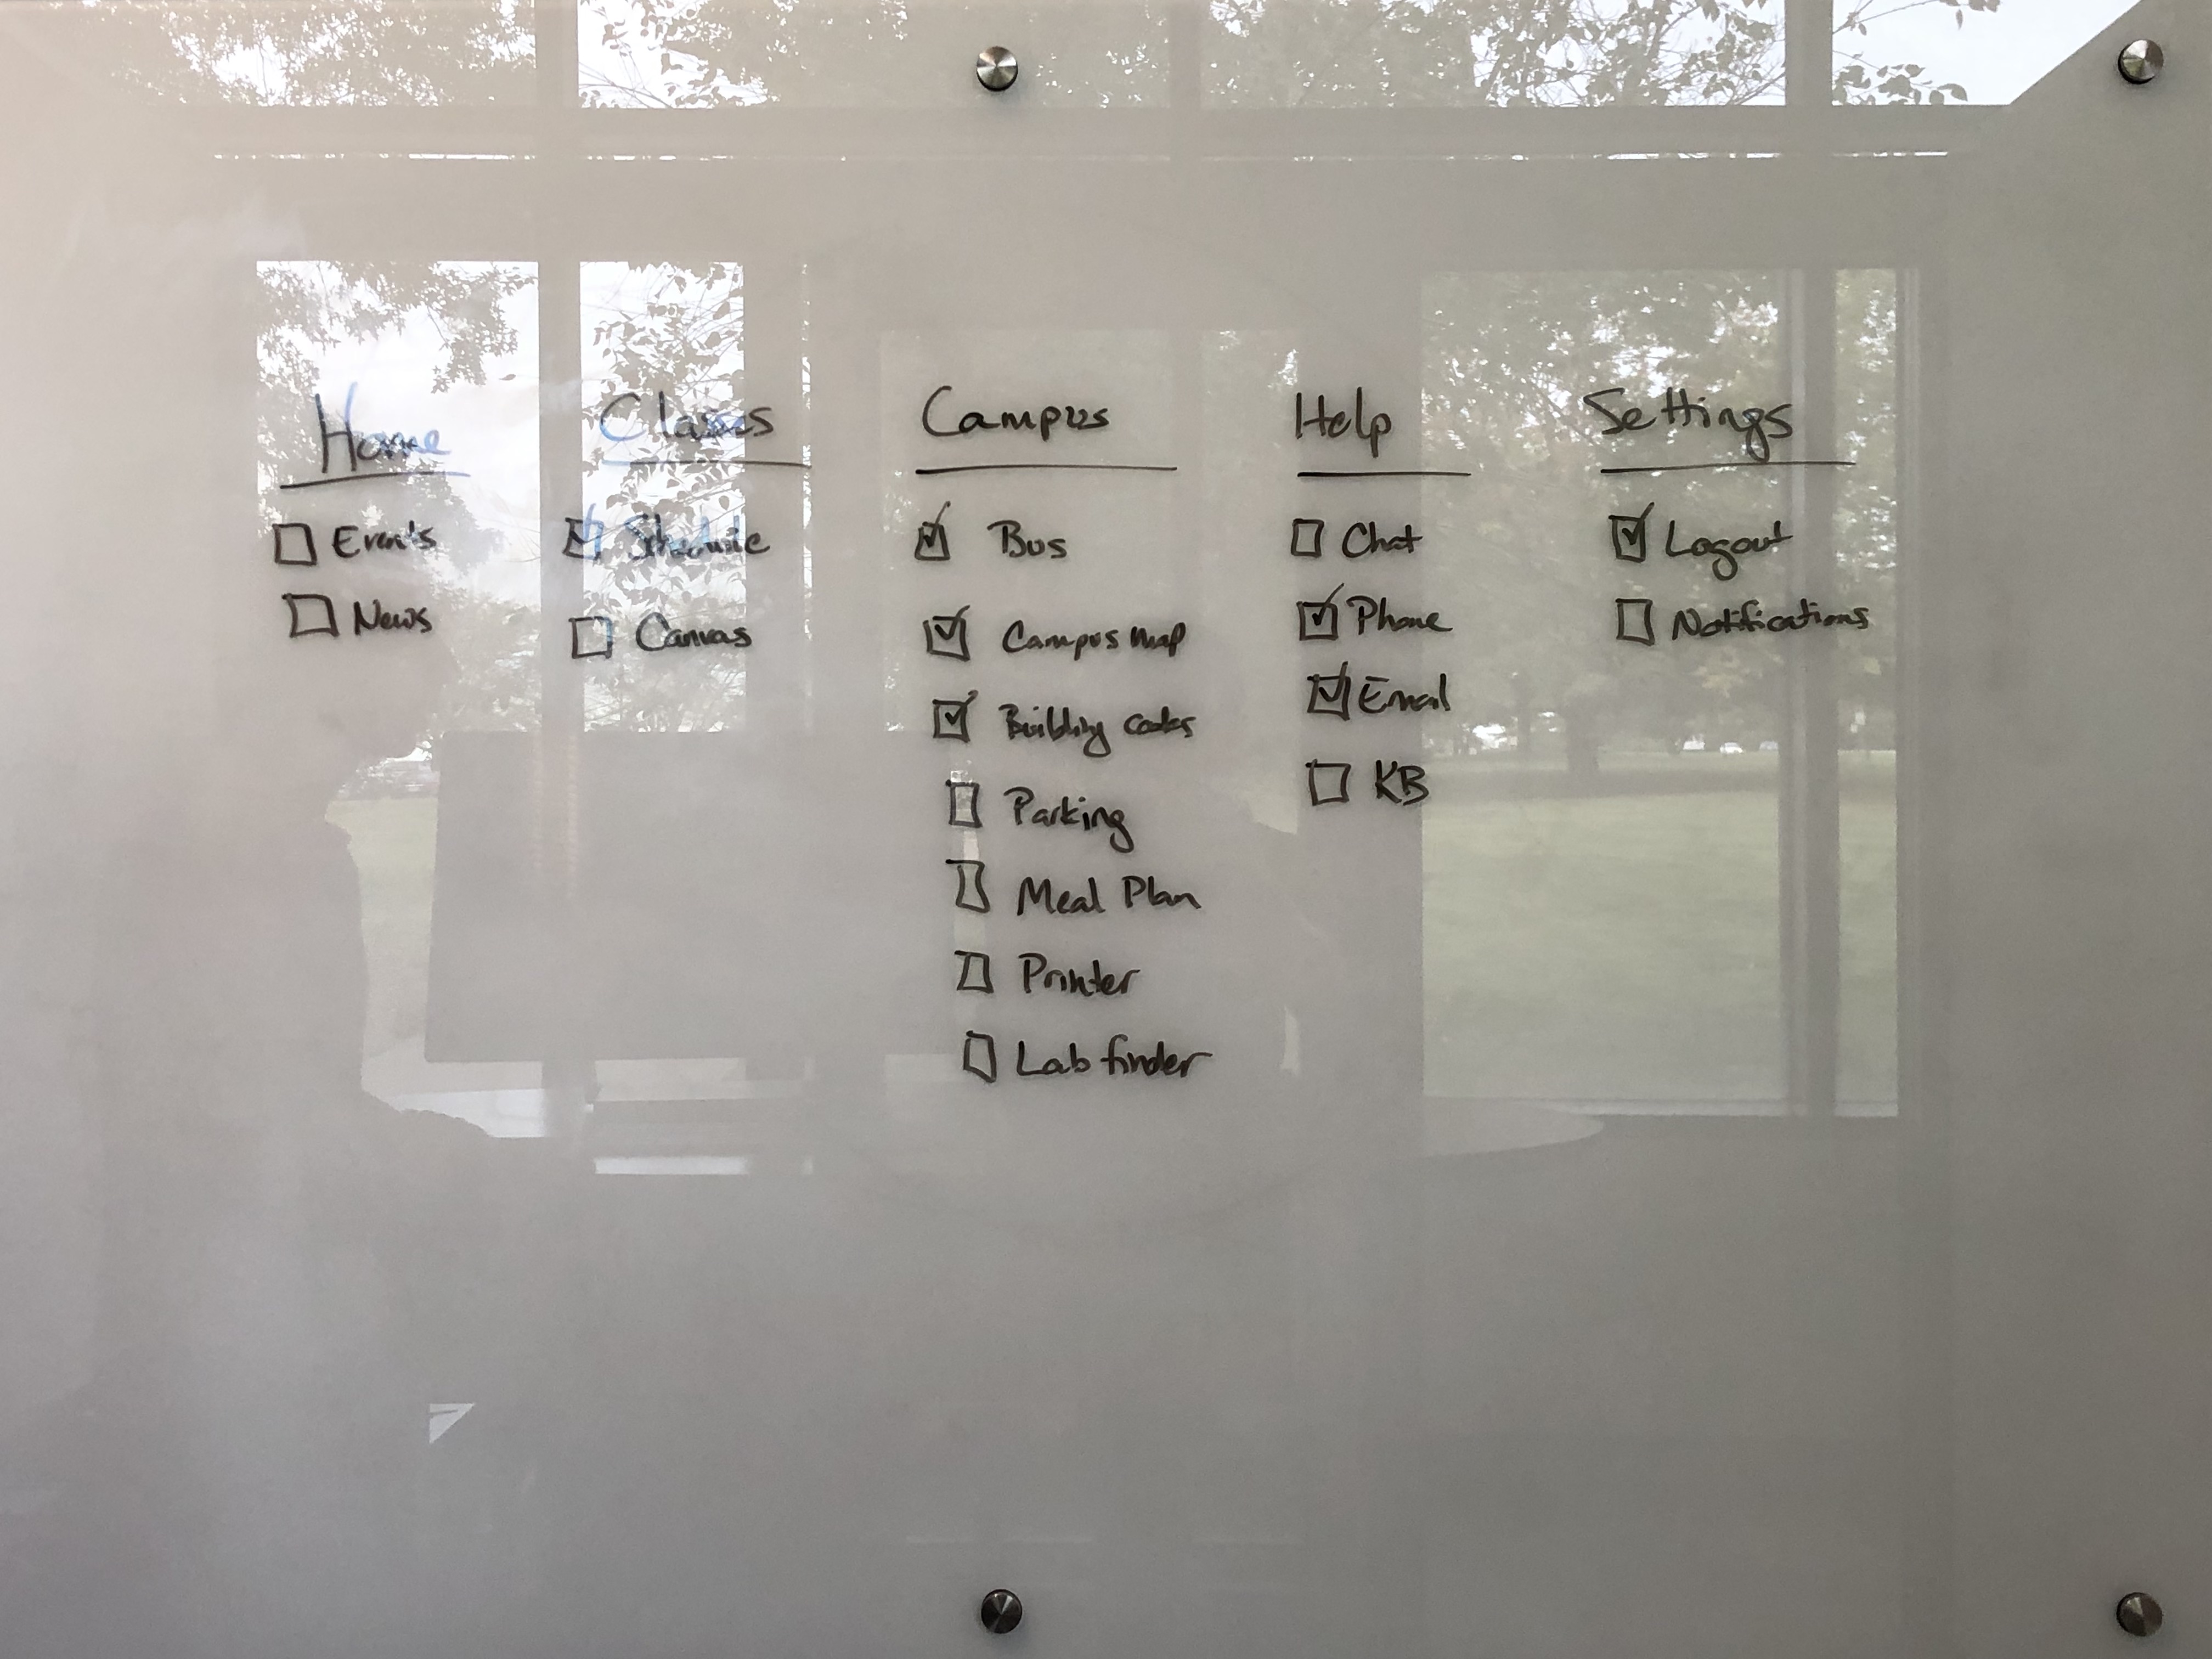 Home
☐ Events
☐ News
Classes
☑ Schedule
☐ Canvas
Campus
☑ Bus
☑ Campus Map
☑ Building codes
☐ Parking
☐ Meal Plan
☐ Printer
☐ Lab finder
Help
☐ Chat
☑ Phone
☑ Email
☐ KB
Settings
☑ Logout
☐ Notifications